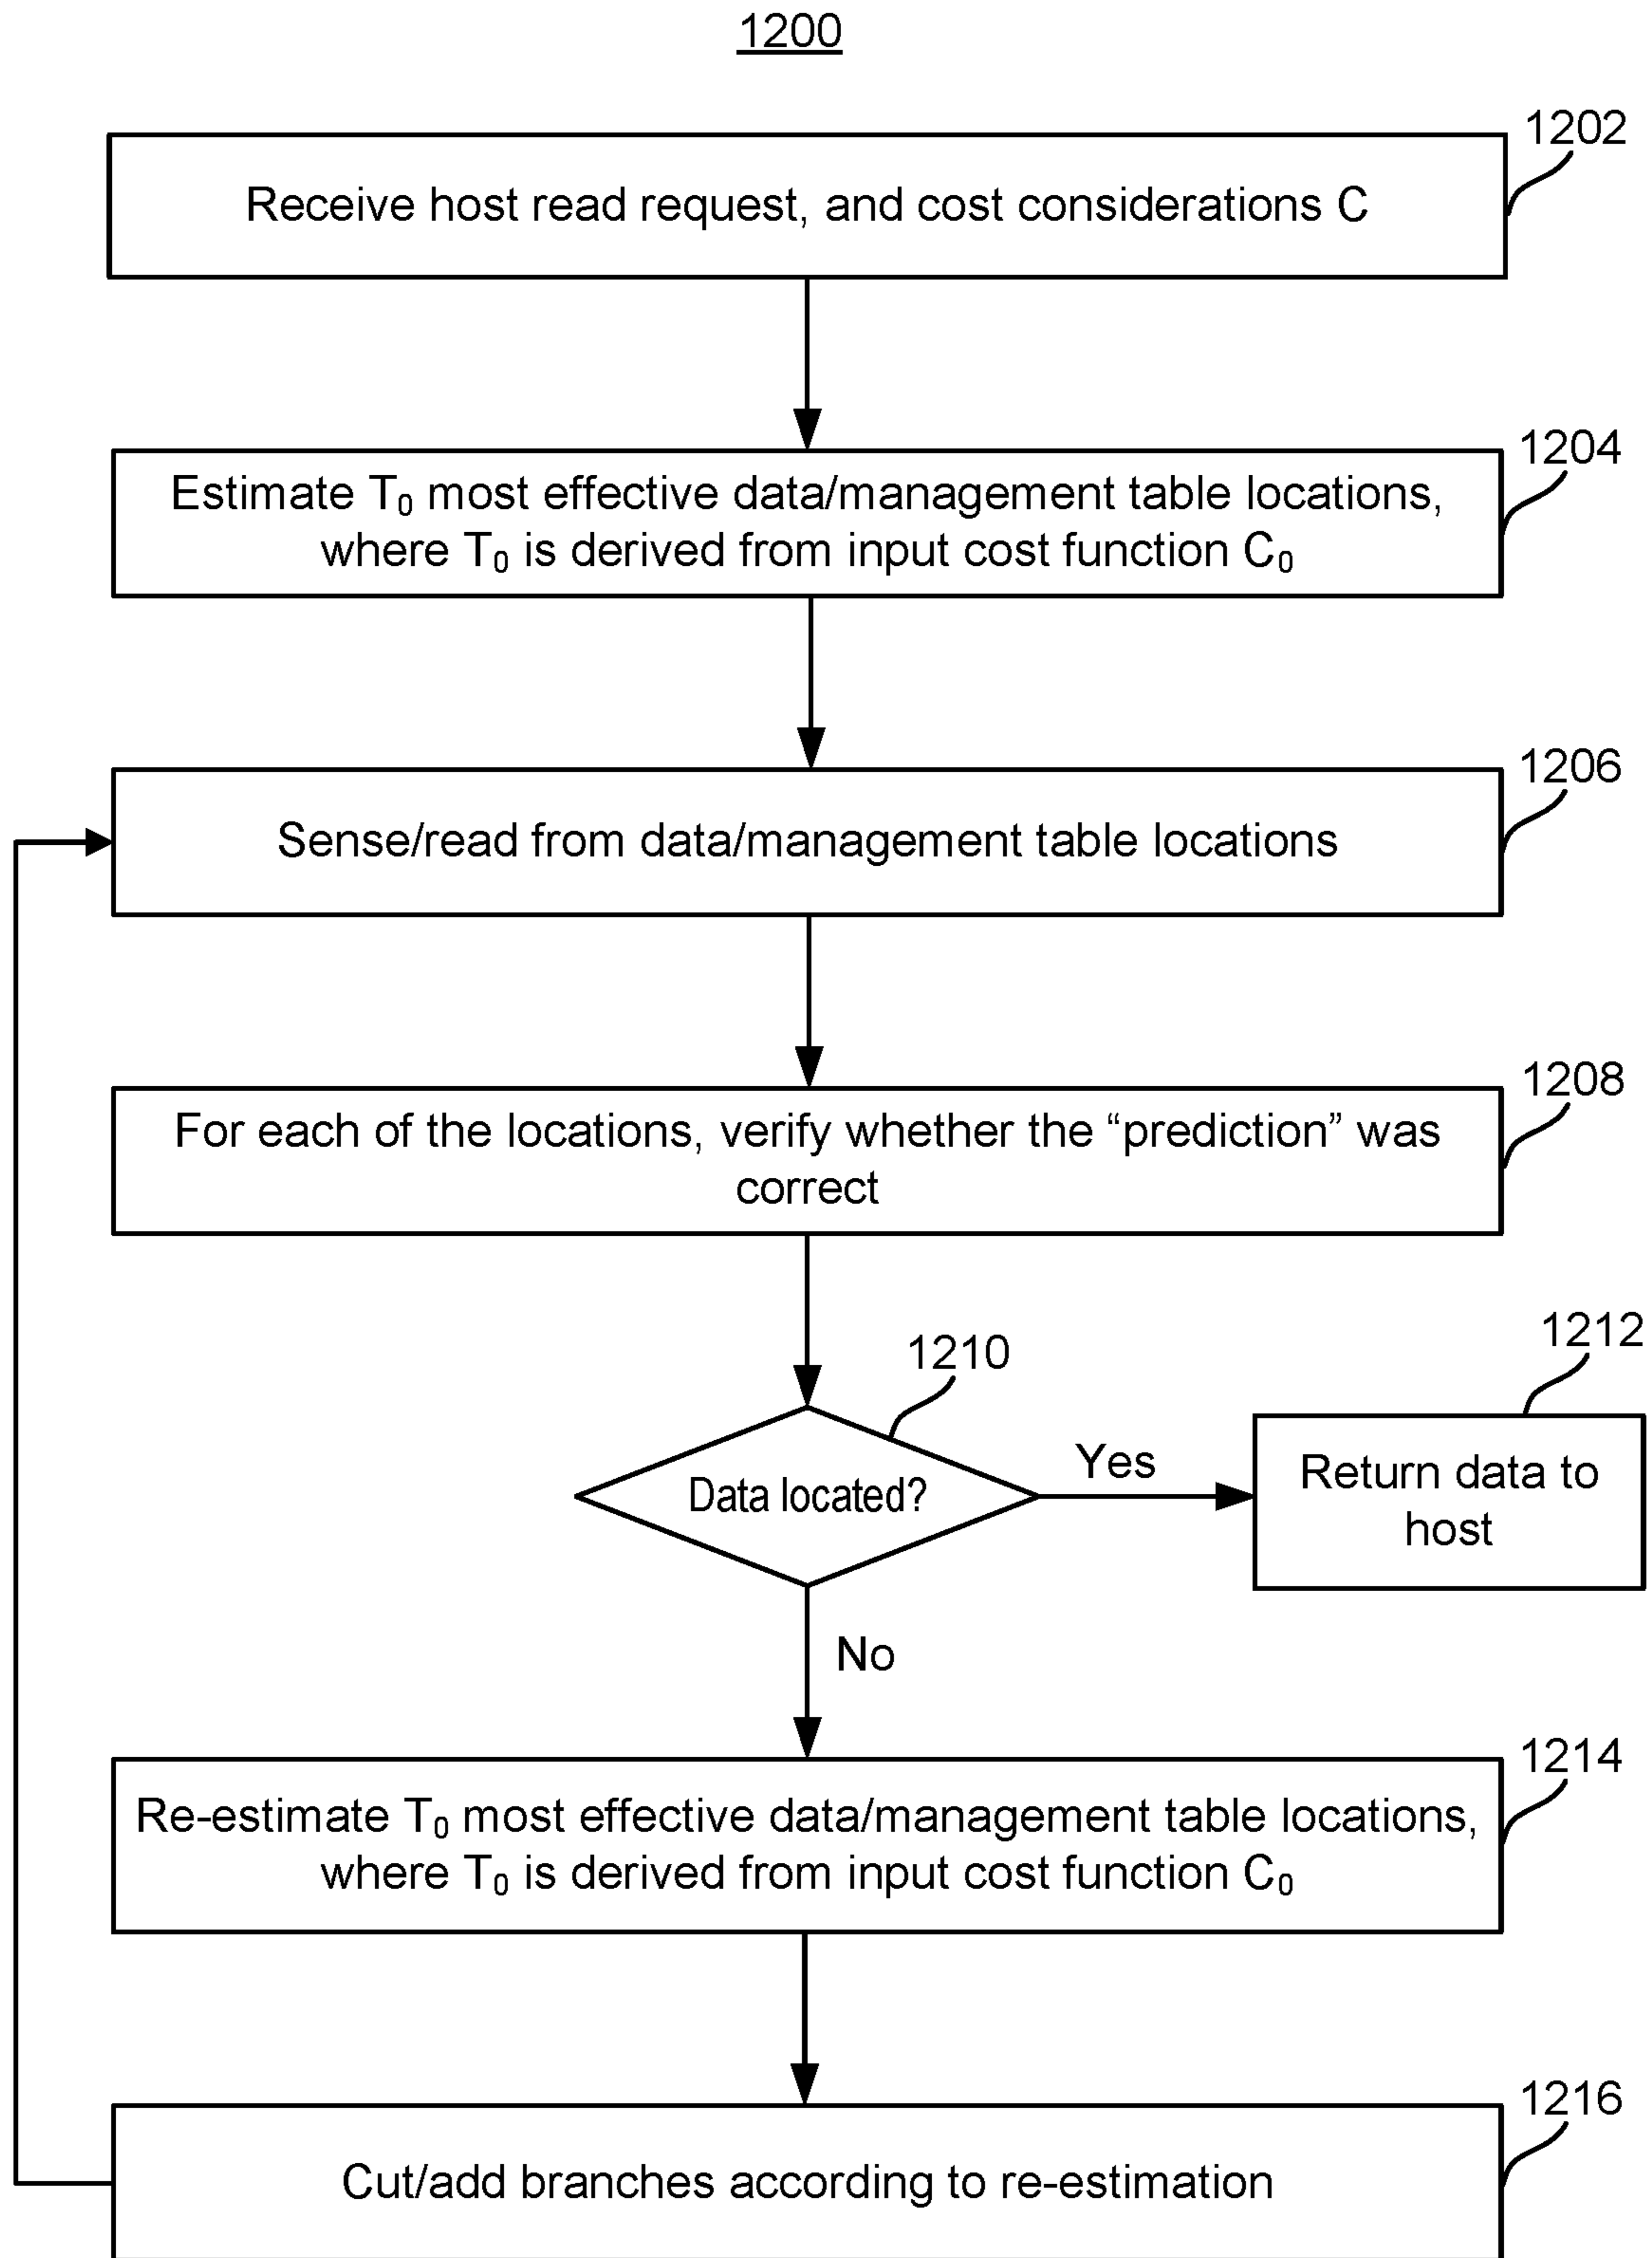 1200
1202
Receive host read request, and cost considerations C
1204
Estimate T₀ most effective data/management table locations,
where T₀ is derived from input cost function C₀
1206
Sense/read from data/management table locations
1208
For each of the locations, verify whether the “prediction” was
correct
1210
1212
Data located?
Yes
Return data to
host
No
1214
Re-estimate T₀ most effective data/management table locations,
where T₀ is derived from input cost function C₀
1216
Cut/add branches according to re-estimation